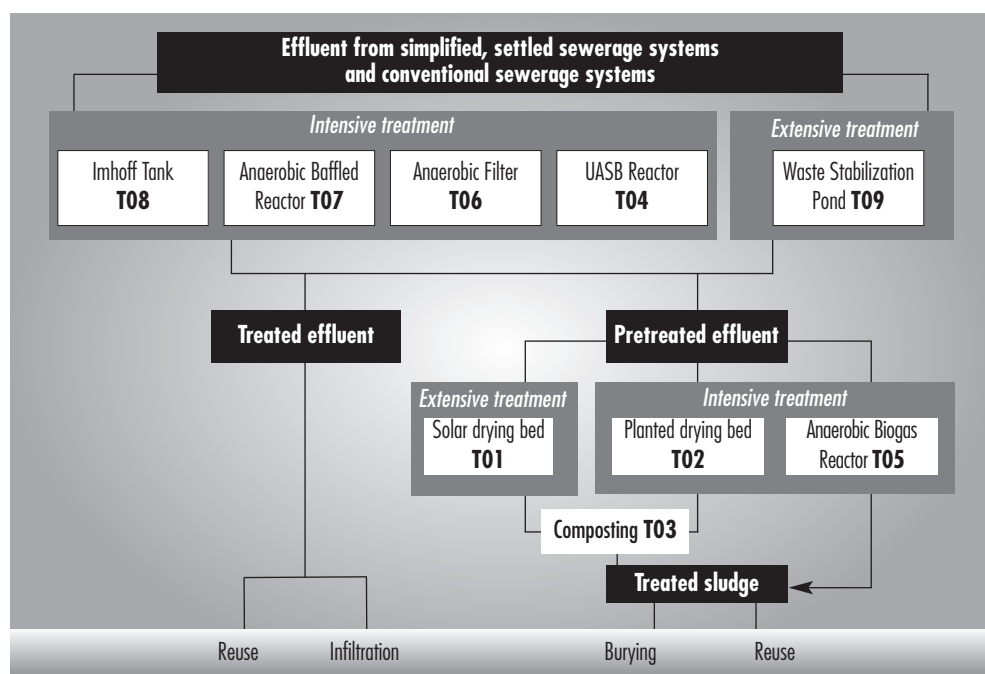 Effluent from simplified, settled sewerage systems
and conventional sewerage systems
Intensive treatment
Extensive treatment
Imhoff Tank
T08
Anaerobic Baffled
Reactor T07
Anaerobic Filter
T06
UASB Reactor
T04
Waste Stabilization
Pond T09
Treated effluent
Pretreated effluent
Extensive treatment
Intensive treatment
Solar drying bed
T01
Planted drying bed
T02
Anaerobic Biogas
Reactor T05
Composting T03
Treated sludge
Reuse
Infiltration
Burying
Reuse